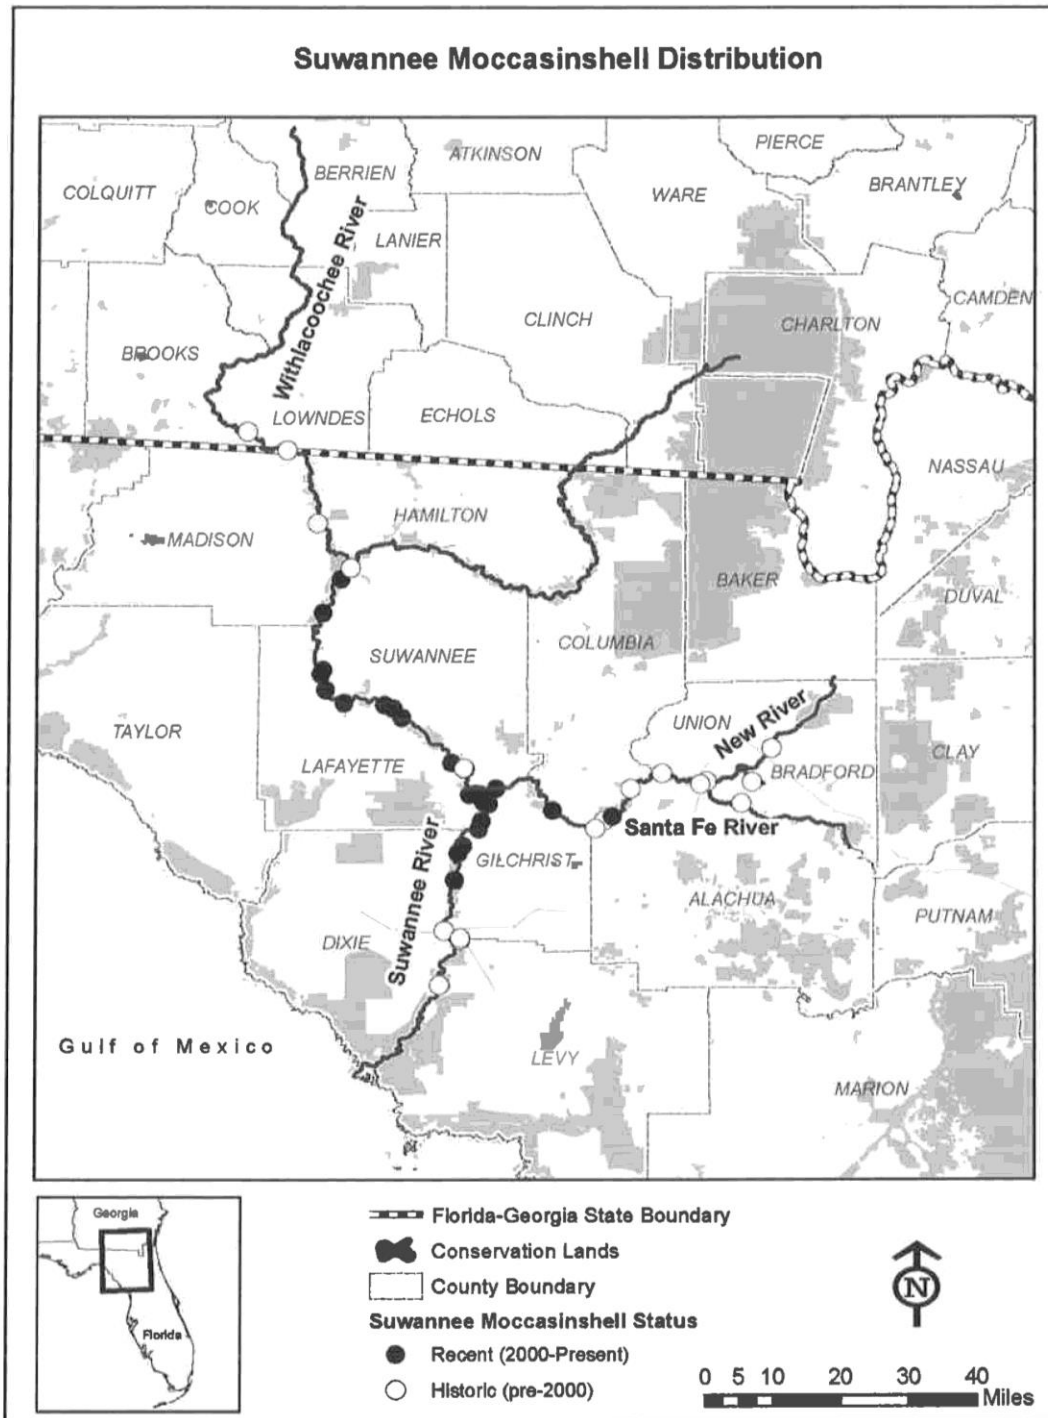 Suwannee Moccasinshell Distribution
PIERCE
ATKINSON
BERRIEN
BRANTLEY
COLQUITT
WARE
COOK
LANIER
Withlacoochee River
CAMDEN
CLINCH
CHARLTON
BROOKS
LOWNDES
ECHOLS
NASSAU
HAMILTON
MADISON
BAKER
DUVAL
COLUMBIA
SUWANNEE
UNION
New River
TAYLOR
CLAY
LAFAYETTE
BRADFORD
Santa Fe River
Suwannee River
GILCHRIST
ALACHUA
PUTNAM
DIXIE
Gulf of Mexico
LEVY
MARION
Georgia
Florida
Florida-Georgia State Boundary
Conservation Lands
County Boundary
Suwannee Moccasinshell Status
Recent (2000-Present)
Historic (pre-2000)
N
0 5 10 20 30 40
Miles